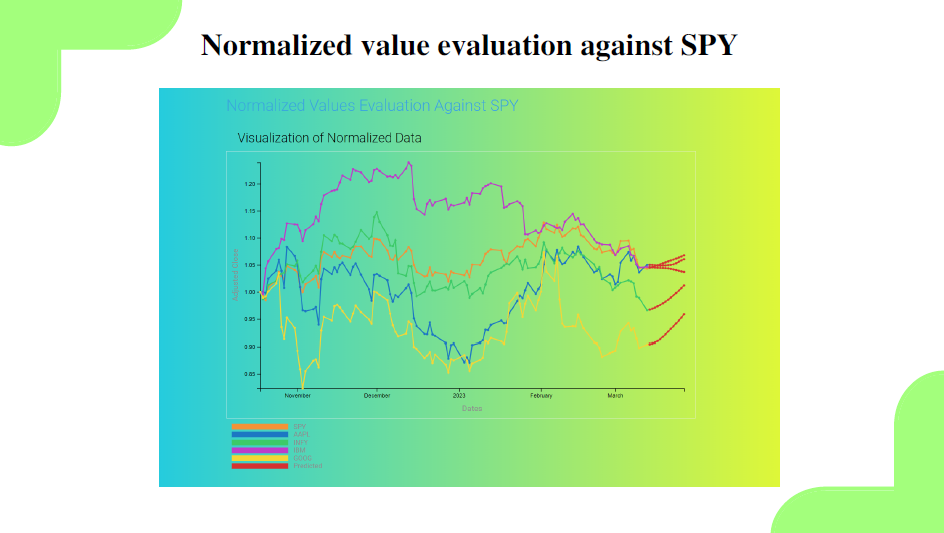 Normalized value evaluation against SPY
Normalized Values Evaluation Against SPY
Visualization of Normalized Data
Adjusted Close
1.20
1.15
1.10
1.05
1.00
0.95
0.90
0.85
November
December
2023
February
March
Dates
SPY
AAPL
INFY
IBM
GOOG
Predicted